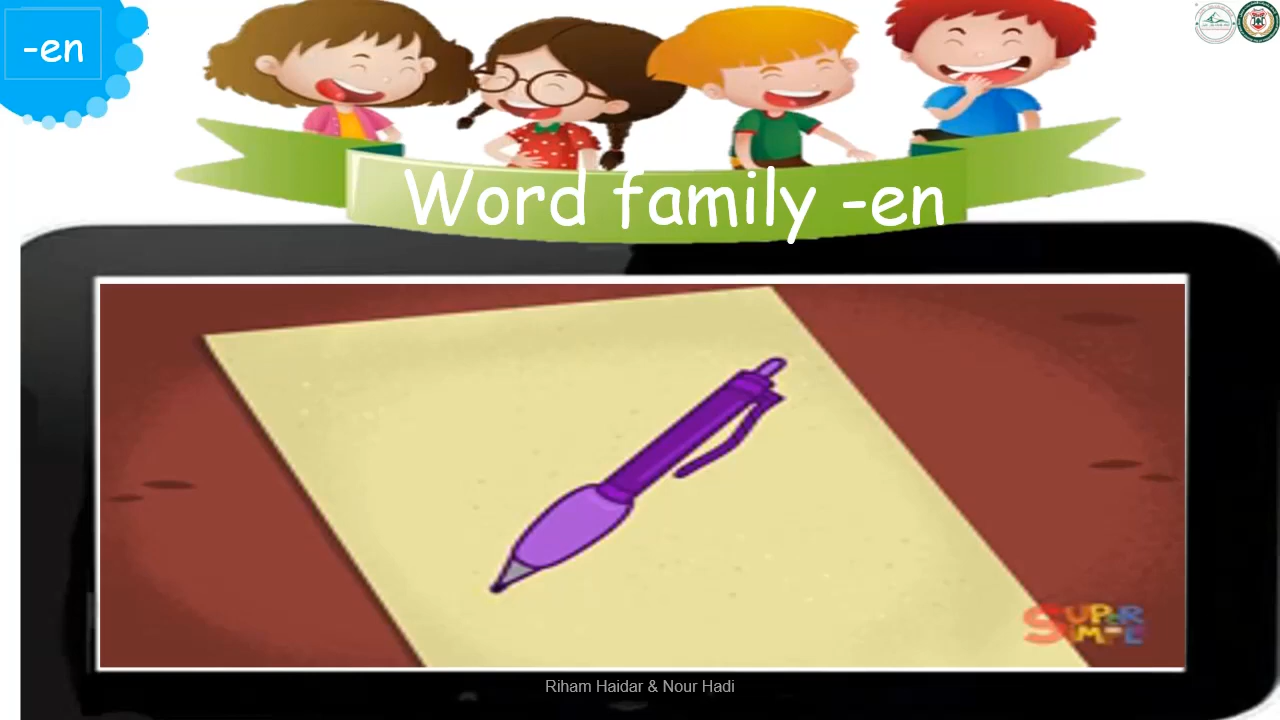 -en
Word family -en
SUPER
SIMPLE
Riham Haidar & Nour Hadi